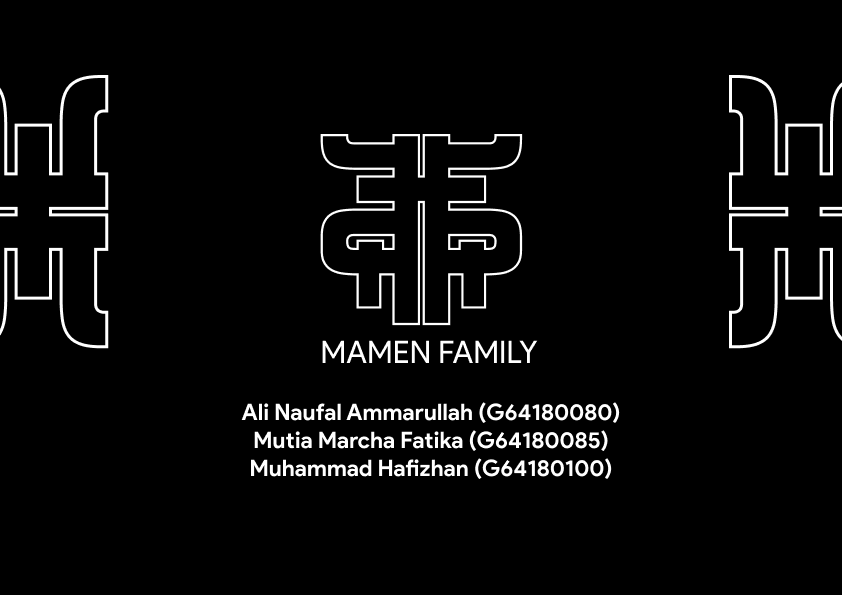 MAMEN FAMILY
Ali Naufal Ammarullah (G64180080)
Mutia Marcha Fatika (G64180085)
Muhammad Hafizhan (G64180100)